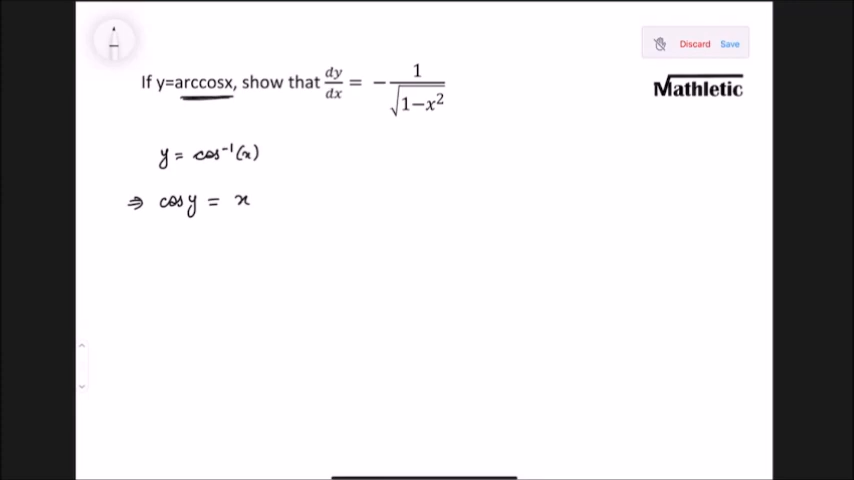 Discard Save
If y=arccosx, show that dy/dx = − 1/√(1−x²)
Mathletic
y = cos⁻¹(x)
⇒ cos y = x